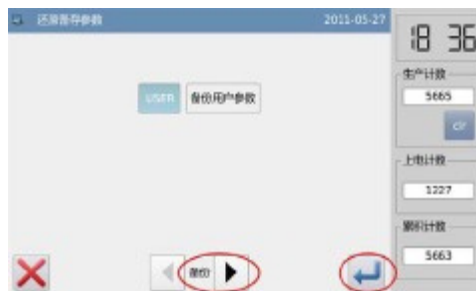 还原备存参数 2011-05-27
18 36
生产计数
5665
clr
USER 备份用户参数
上电计数
1227
累积计数
5663
备份